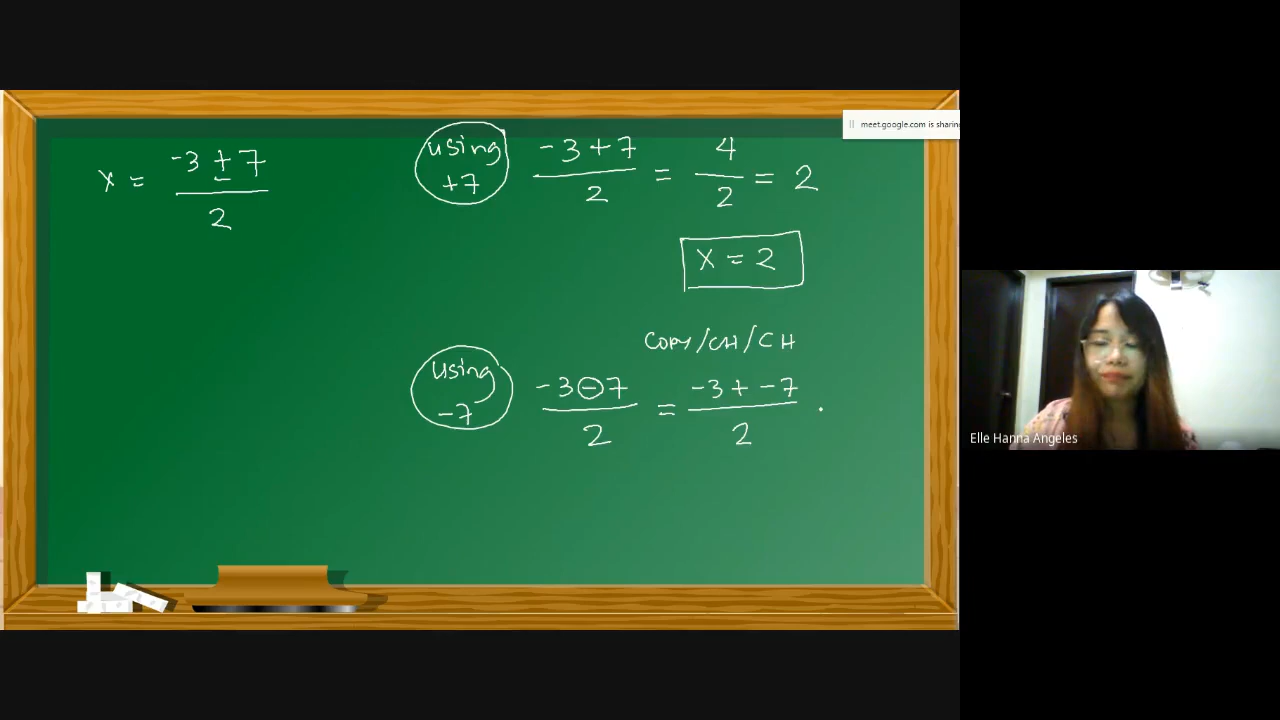 x = -3 ± 7 / 2
using +7
-3 + 7 / 2 = 4 / 2 = 2
x = 2
COPY/CH/CH
using -7
-3 - 7 / 2 = -3 + -7 / 2
meet.google.com is sharing
Elle Hanna Angeles